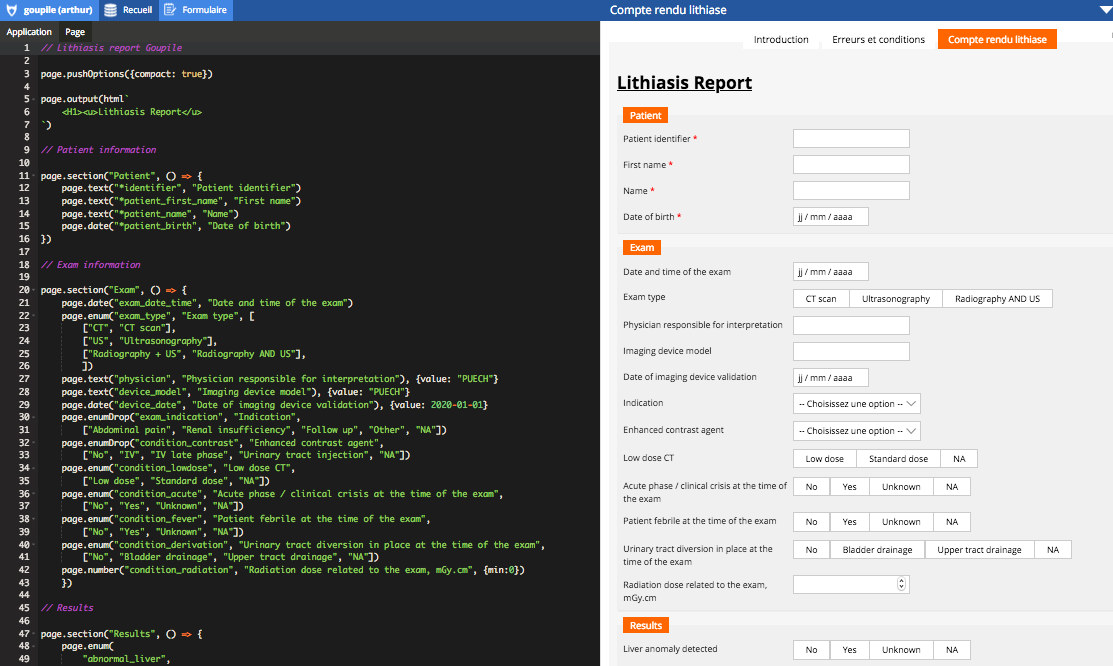 goupile (arthur) Recueil Formulaire Compte rendu lithiase
Application Page
1 // Lithiasis report Goupile
2
3 page.pushOptions({compact: true})
4
5 page.output(html`
6 <H1><u>Lithiasis Report</u>
7 `)
8
9 // Patient information
10
11 page.section("Patient", () => {
12 page.text("*identifier", "Patient identifier")
13 page.text("*patient_first_name", "First name")
14 page.text("*patient_name", "Name")
15 page.date("*patient_birth", "Date of birth")
16 })
17
18 // Exam information
19
20 page.section("Exam", () => {
21 page.date("exam_date_time", "Date and time of the exam")
22 page.enum("exam_type", "Exam type", [
23 ["CT", "CT scan"],
24 ["US", "Ultrasonography"],
25 ["Radiography + US", "Radiography AND US"],
26 ])
27 page.text("physician", "Physician responsible for interpretation"), {value: "PUECH"}
28 page.text("device_model", "Imaging device model"), {value: "PUECH"}
29 page.date("device_date", "Date of imaging device validation"), {value: 2020-01-01}
30 page.enumDrop("exam_indication", "Indication",
31 ["Abdominal pain", "Renal insufficiency", "Follow up", "Other", "NA"])
32 page.enumDrop("condition_contrast", "Enhanced contrast agent",
33 ["No", "IV", "IV late phase", "Urinary tract injection", "NA"])
34 page.enum("condition_lowdose", "Low dose CT",
35 ["Low dose", "Standard dose", "NA"])
36 page.enum("condition_acute", "Acute phase / clinical crisis at the time of the exam",
37 ["No", "Yes", "Unknown", "NA"])
38 page.enum("condition_fever", "Patient febrile at the time of the exam",
39 ["No", "Yes", "Unknown", "NA"])
40 page.enum("condition_derivation", "Urinary tract diversion in place at the time of the exam",
41 ["No", "Bladder drainage", "Upper tract drainage", "NA"])
42 page.number("condition_radiation", "Radiation dose related to the exam, mGy.cm", {min:0})
43 })
44
45 // Results
46
47 page.section("Results", () => {
48 page.enum(
49 "abnormal_liver",
Introduction Erreurs et conditions Compte rendu lithiase
Lithiasis Report
Patient
Patient identifier *
First name *
Name *
Date of birth * jj / mm / aaaa
Exam
Date and time of the exam jj / mm / aaaa
Exam type CT scan Ultrasonography Radiography AND US
Physician responsible for interpretation
Imaging device model
Date of imaging device validation jj / mm / aaaa
Indication -- Choisissez une option --
Enhanced contrast agent -- Choisissez une option --
Low dose CT Low dose Standard dose NA
Acute phase / clinical crisis at the time of
the exam No Yes Unknown NA
Patient febrile at the time of the exam No Yes Unknown NA
Urinary tract diversion in place at the
time of the exam No Bladder drainage Upper tract drainage NA
Radiation dose related to the exam,
mGy.cm
Results
Liver anomaly detected No Yes Unknown NA